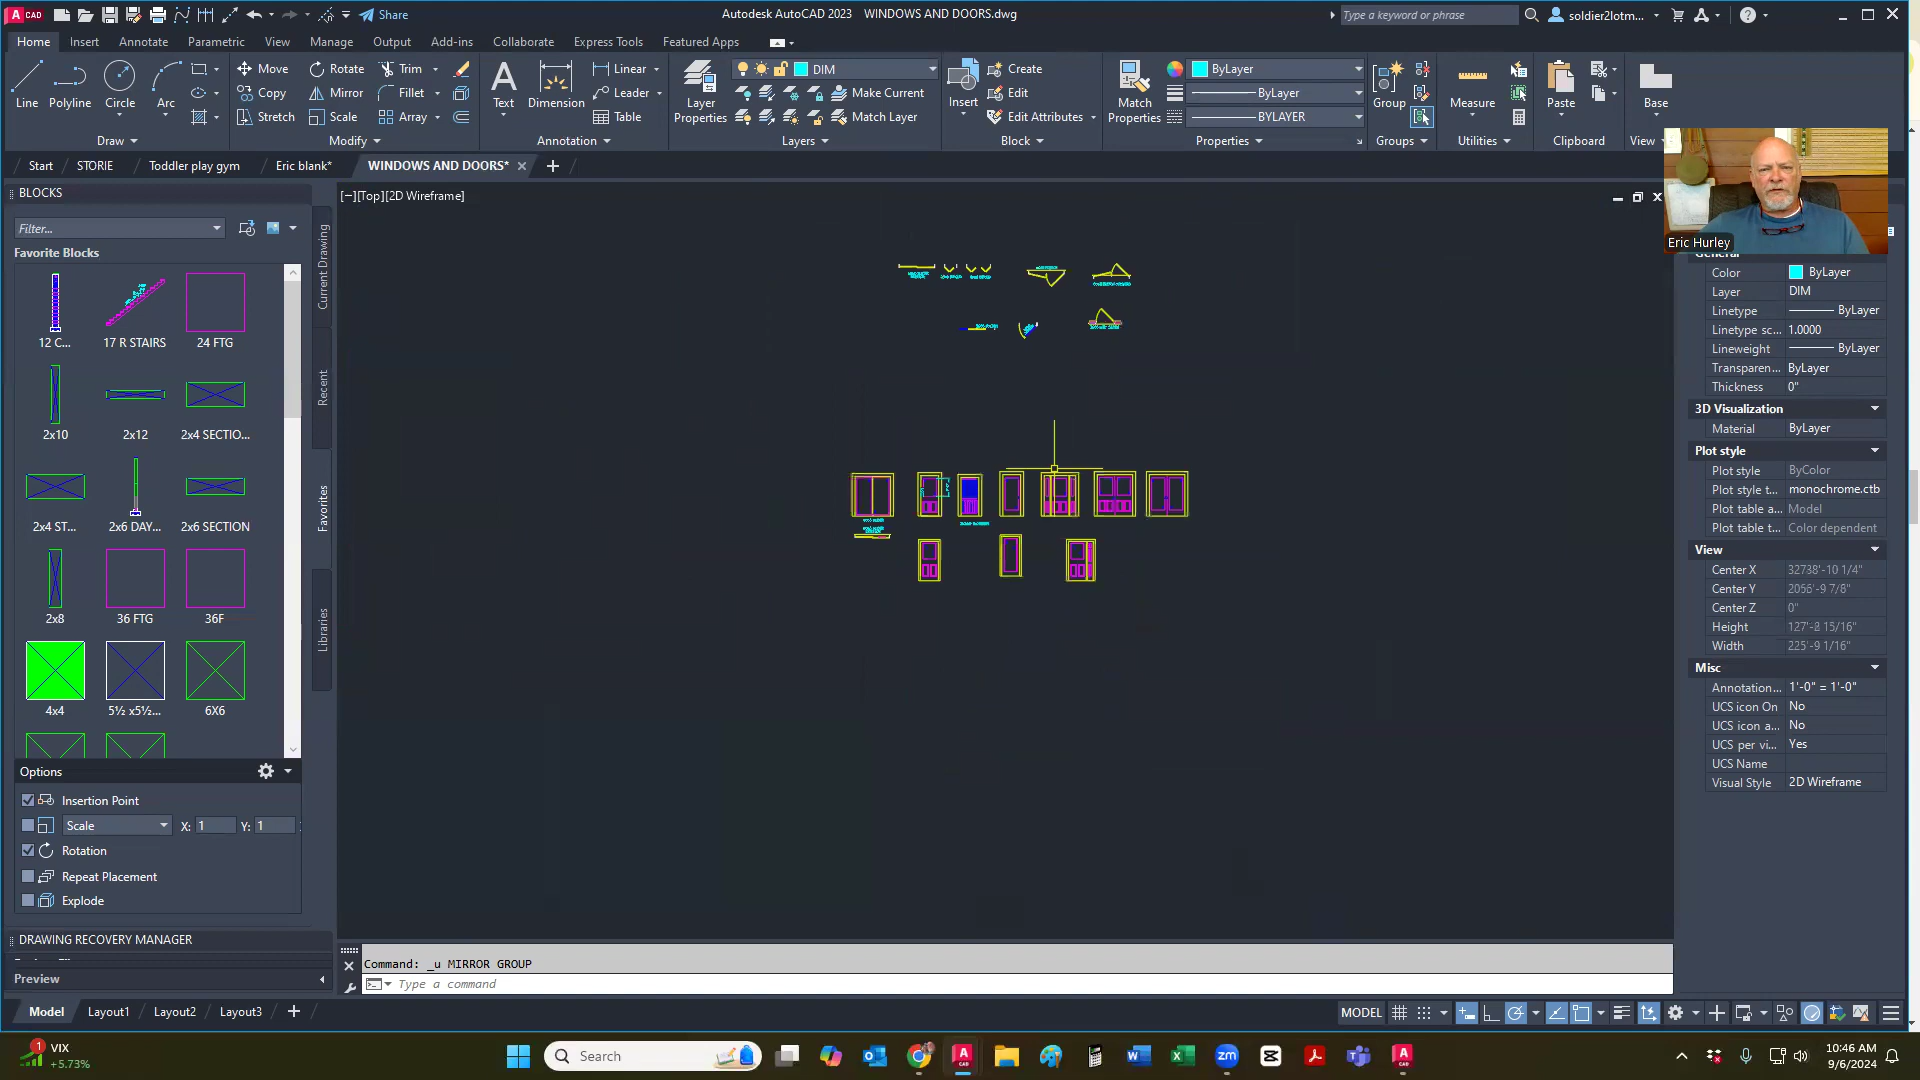 CAD
Share
Autodesk AutoCAD 2023 WINDOWS AND DOORS.dwg
Type a keyword or phrase
soldier2lotm...
Home Insert Annotate Parametric View Manage Output Add-ins Collaborate Express Tools Featured Apps
Line Polyline Circle Arc
Move Rotate Trim
Copy Mirror Fillet
Stretch Scale Array
Text Dimension
Linear
Leader
Table
Layer Properties
DIM
Make Current
Match Layer
Insert
Create
Edit
Edit Attributes
Match Properties
ByLayer
ByLayer
BYLAYER
Group
Measure
Paste
Base
Draw Modify Annotation Layers Block Properties Groups Utilities Clipboard View
Start STORIE Toddler play gym Eric blank* WINDOWS AND DOORS*
BLOCKS
[−][Top][2D Wireframe]
Filter...
Favorite Blocks
Current Drawing
Recent
Favorites
Libraries
12 C... 17 R STAIRS 24 FTG
2x10 2x12 2x4 SECTIO...
2x4 ST... 2x6 DAY... 2x6 SECTION
2x8 36 FTG 36F
4x4 5½ x5½... 6X6
Options
Insertion Point
Scale X: 1 Y: 1
Rotation
Repeat Placement
Explode
DRAWING RECOVERY MANAGER
Preview
Eric Hurley
General
Color ByLayer
Layer DIM
Linetype ByLayer
Linetype sc... 1.0000
Lineweight ByLayer
Transparen... ByLayer
Thickness 0"
3D Visualization
Material ByLayer
Plot style
Plot style ByColor
Plot style t... monochrome.ctb
Plot table a... Model
Plot table t... Color dependent
View
Center X 32738'-10 1/4"
Center Y 2056'-9 7/8"
Center Z 0"
Height 127'-8 15/16"
Width 225'-9 1/16"
Misc
Annotation... 1'-0" = 1'-0"
UCS icon On No
UCS icon a... No
UCS per vi... Yes
UCS Name
Visual Style 2D Wireframe
Command: _u MIRROR GROUP
Type a command
Model Layout1 Layout2 Layout3
MODEL
1
VIX
+5.73%
Search
10:46 AM
9/6/2024